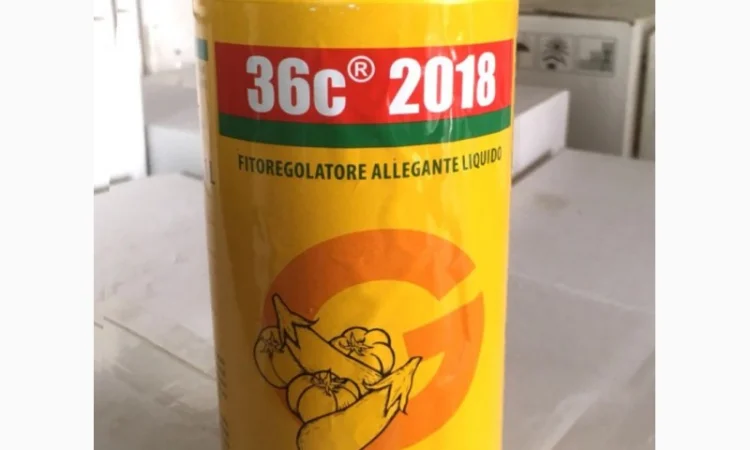 36c® 2018
FITOREGOLATORE ALLEGANTE LIQUIDO